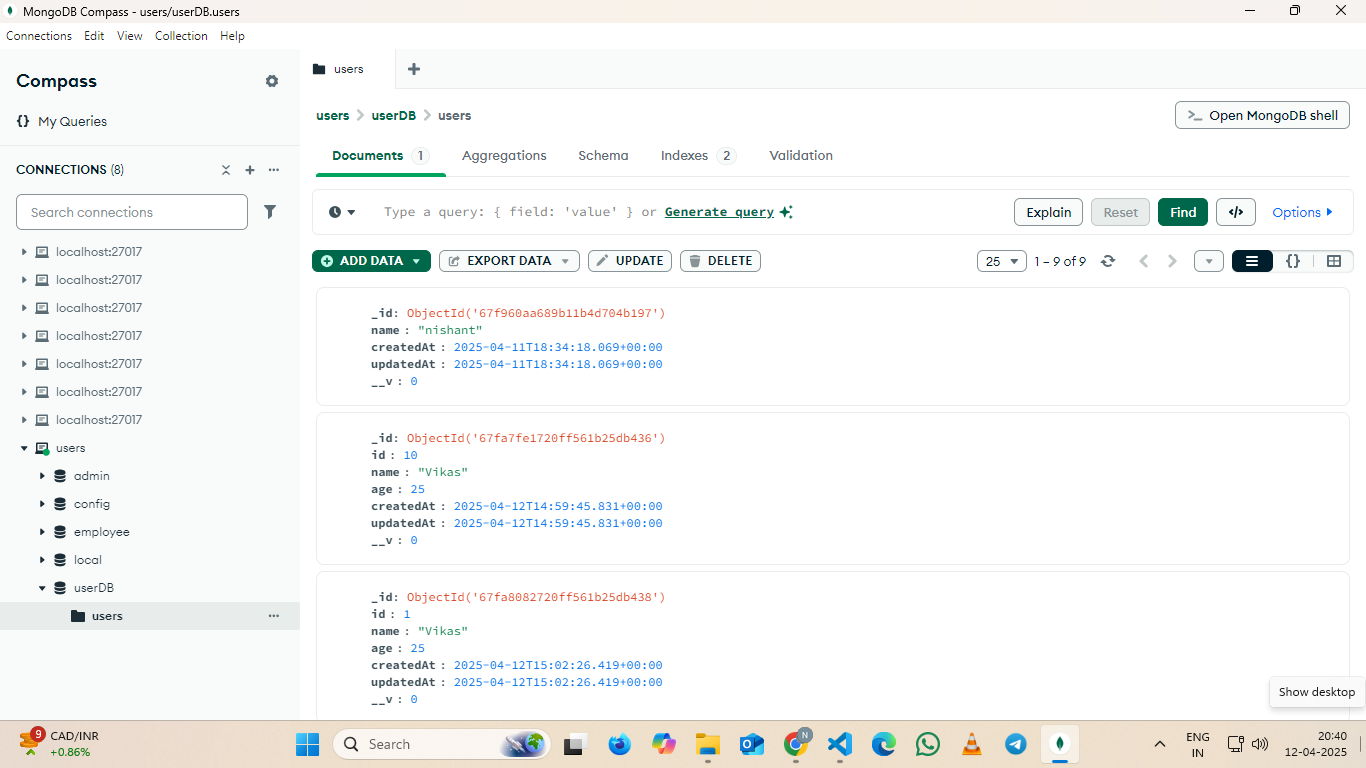 MongoDB Compass - users/userDB.users
Connections Edit View Collection Help
Compass
{} My Queries
CONNECTIONS (8)
Search connections
localhost:27017
localhost:27017
localhost:27017
localhost:27017
localhost:27017
localhost:27017
localhost:27017
users
admin
config
employee
local
userDB
users
users
users > userDB > users
>_ Open MongoDB shell
Documents 1 Aggregations Schema Indexes 2 Validation
Type a query: { field: 'value' } or Generate query
Explain Reset Find </> Options
ADD DATA EXPORT DATA UPDATE DELETE
25 1 – 9 of 9 {}
_id: ObjectId('67f960aa689b11b4d704b197')
name : "nishant"
createdAt : 2025-04-11T18:34:18.069+00:00
updatedAt : 2025-04-11T18:34:18.069+00:00
__v : 0
_id: ObjectId('67fa7fe1720ff561b25db436')
id : 10
name : "Vikas"
age : 25
createdAt : 2025-04-12T14:59:45.831+00:00
updatedAt : 2025-04-12T14:59:45.831+00:00
__v : 0
_id: ObjectId('67fa8082720ff561b25db438')
id : 1
name : "Vikas"
age : 25
createdAt : 2025-04-12T15:02:26.419+00:00
updatedAt : 2025-04-12T15:02:26.419+00:00
__v : 0
Show desktop
9
CAD/INR
+0.86%
Search
N
ENG
IN
20:40
12-04-2025